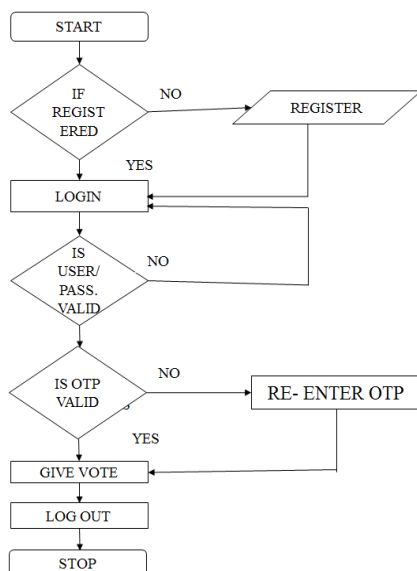 START
IF
REGIST
ERED
NO
REGISTER
YES
LOGIN
IS
USER/
PASS.
VALID
NO
IS OTP
VALID
NO
RE- ENTER OTP
YES
GIVE VOTE
LOG OUT
STOP